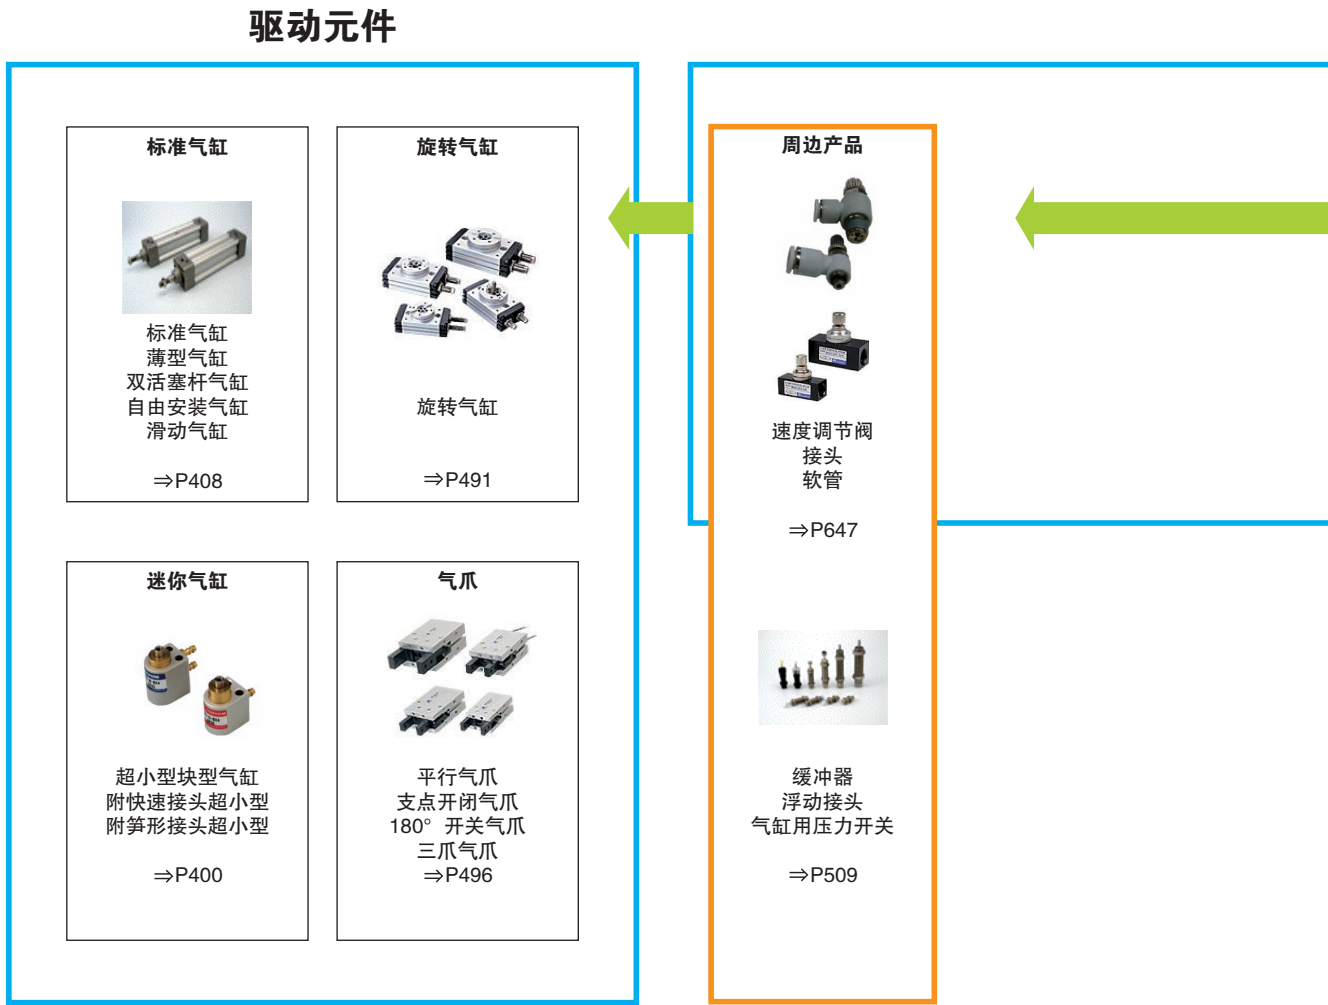 驱动元件
标准气缸
标准气缸
薄型气缸
双活塞杆气缸
自由安装气缸
滑动气缸
⇒P408
旋转气缸
旋转气缸
⇒P491
迷你气缸
超小型块型气缸
附快速接头超小型
附笋形接头超小型
⇒P400
气爪
平行气爪
支点开闭气爪
180° 开关气爪
三爪气爪
⇒P496
周边产品
速度调节阀
接头
软管
⇒P647
缓冲器
浮动接头
气缸用压力开关
⇒P509